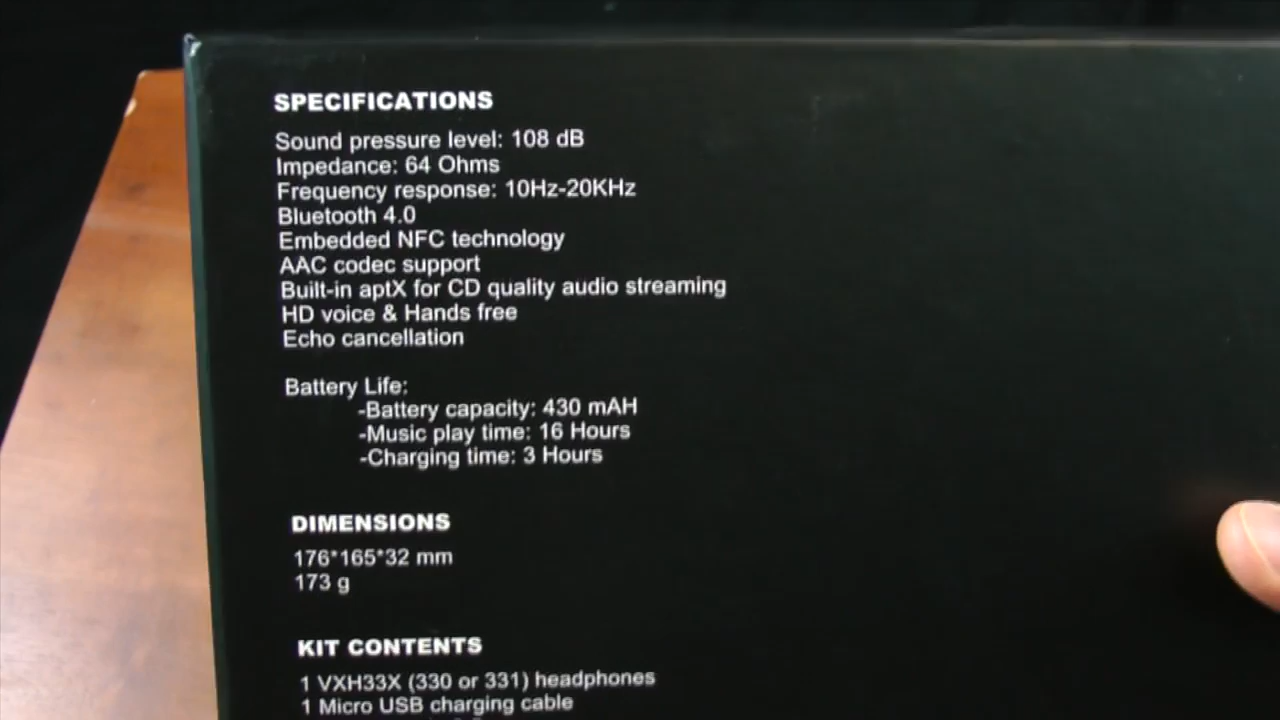 SPECIFICATIONS
Sound pressure level: 108 dB
Impedance: 64 Ohms
Frequency response: 10Hz-20KHz
Bluetooth 4.0
Embedded NFC technology
AAC codec support
Built-in aptX for CD quality audio streaming
HD voice & Hands free
Echo cancellation
Battery Life:
-Battery capacity: 430 mAH
-Music play time: 16 Hours
-Charging time: 3 Hours
DIMENSIONS
176*165*32 mm
173 g
KIT CONTENTS
1 VXH33X (330 or 331) headphones
1 Micro USB charging cable